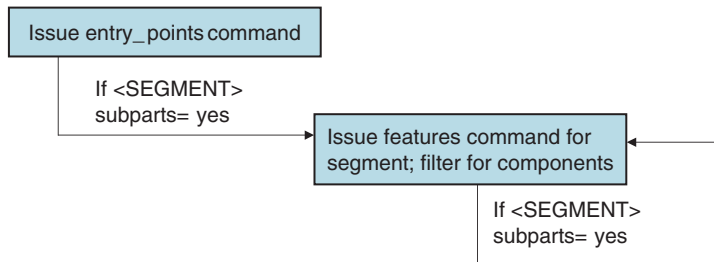 Issue entry_points command
If <SEGMENT>
subparts= yes
Issue features command for
segment; filter for components
If <SEGMENT>
subparts= yes